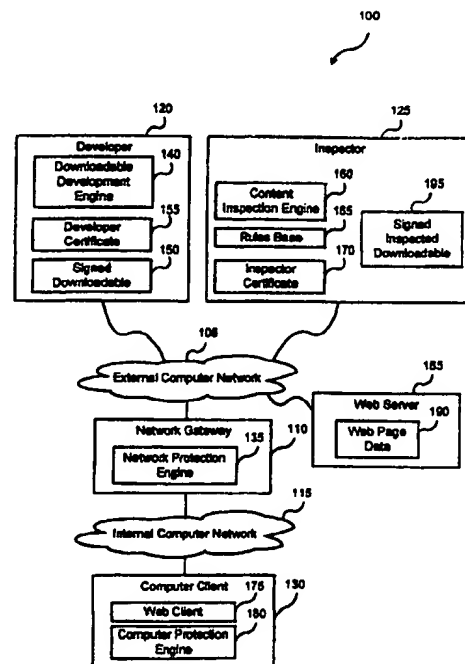 100
120
125
Developer
Inspector
Downloadable
Development
Engine
140
Content
Inspection Engine
160
195
Developer
Certificate
155
Rules Base
165
Signed
Inspected
Downloadable
Signed
Downloadable
150
Inspector
Certificate
170
105
External Computer Network
185
Web Server
Network Gateway
110
Web Page
Data
190
Network Protection
Engine
135
115
Internal Computer Network
Computer Client
130
Web Client
175
Computer Protection
Engine
180